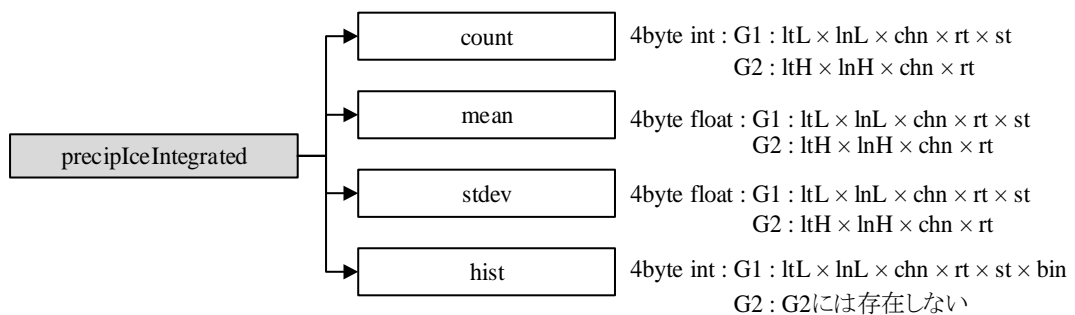 count
4byte int : G1 : ltL × lnL × chn × rt × st
G2 : ltH × lnH × chn × rt
mean
4byte float : G1 : ltL × lnL × chn × rt × st
G2 : ltH × lnH × chn × rt
precipIceIntegrated
stdev
4byte float : G1 : ltL × lnL × chn × rt × st
G2 : ltH × lnH × chn × rt
hist
4byte int : G1 : ltL × lnL × chn × rt × st × bin
G2 : G2には存在しない